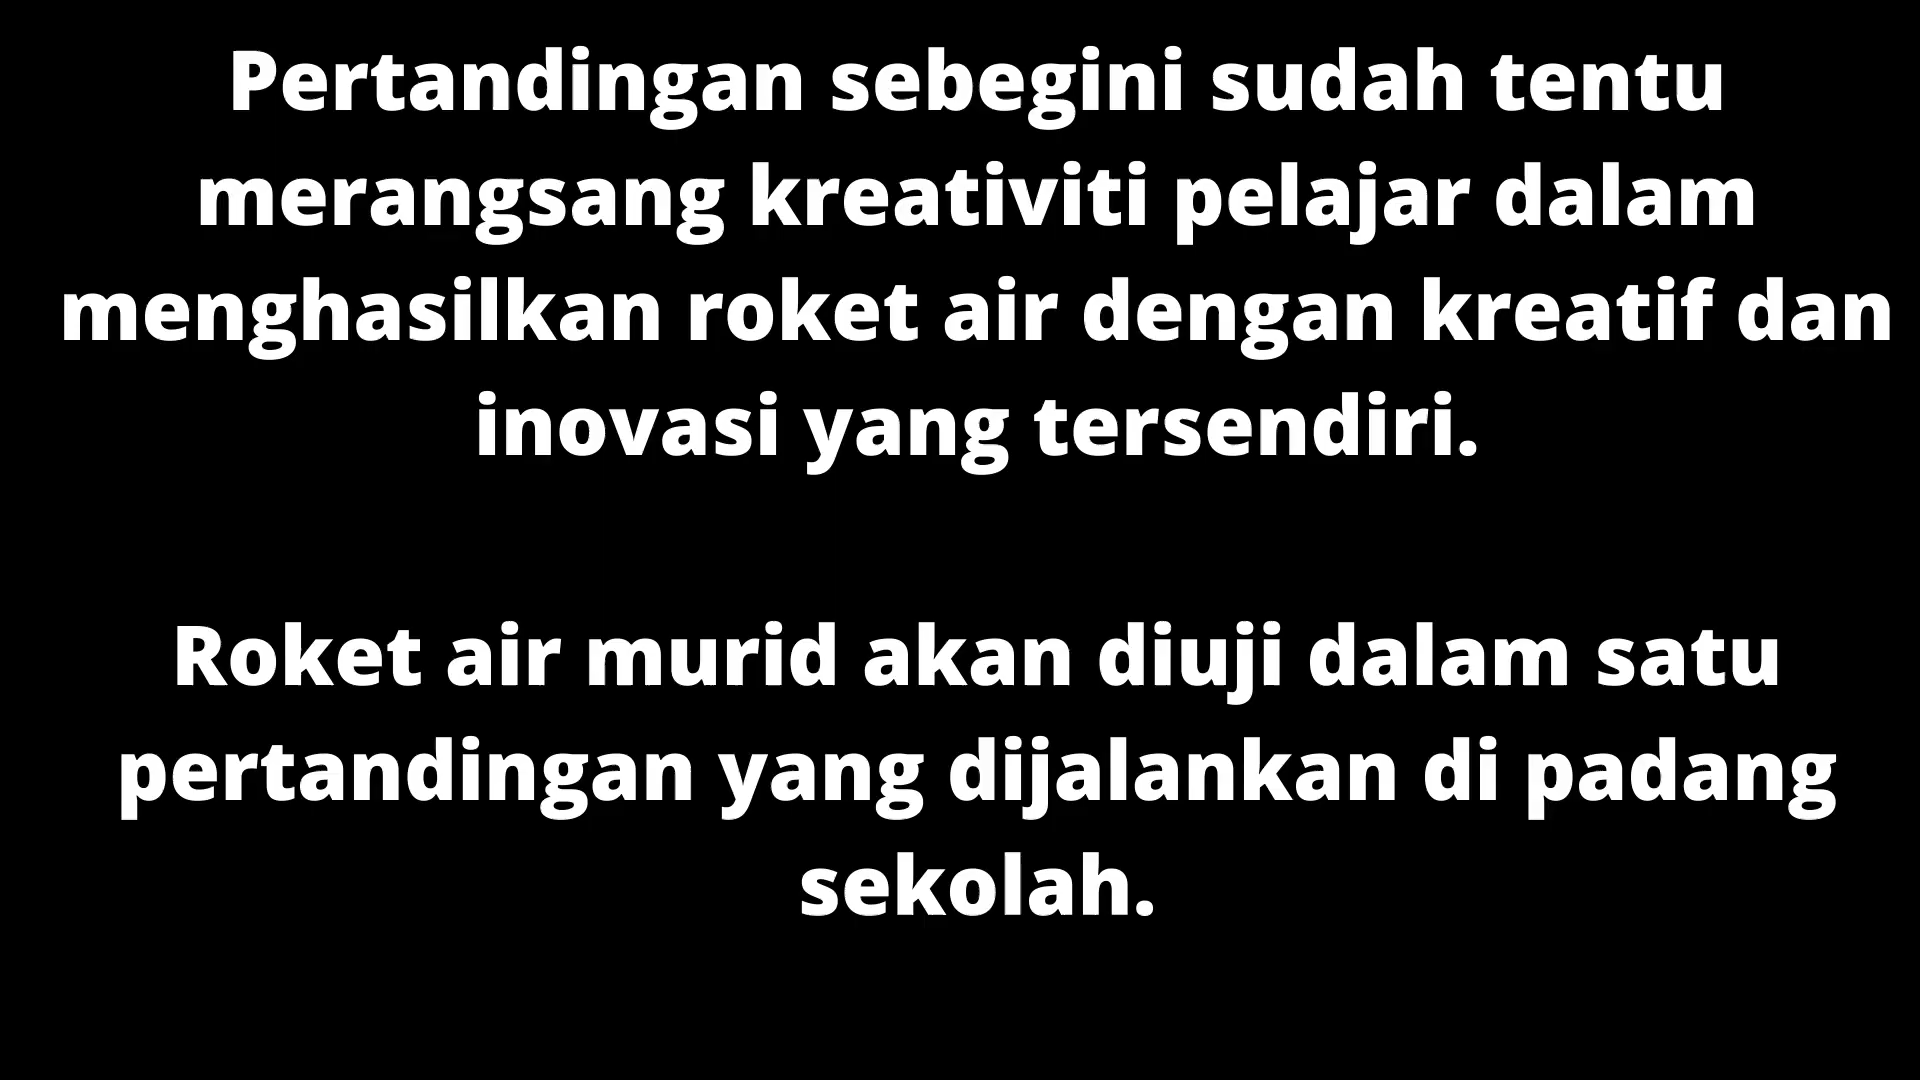 Pertandingan sebegini sudah tentu
merangsang kreativiti pelajar dalam
menghasilkan roket air dengan kreatif dan
inovasi yang tersendiri.
Roket air murid akan diuji dalam satu
pertandingan yang dijalankan di padang
sekolah.